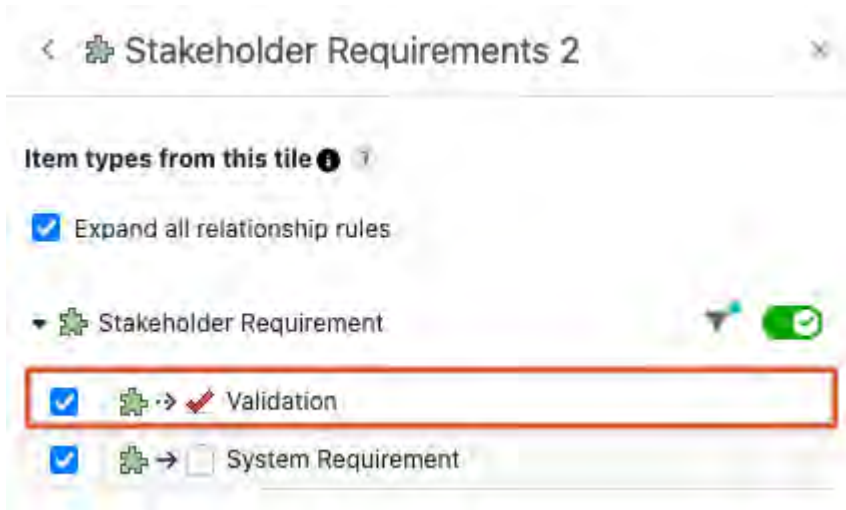 Stakeholder Requirements 2
Item types from this tile
Expand all relationship rules
Stakeholder Requirement
Validation
System Requirement